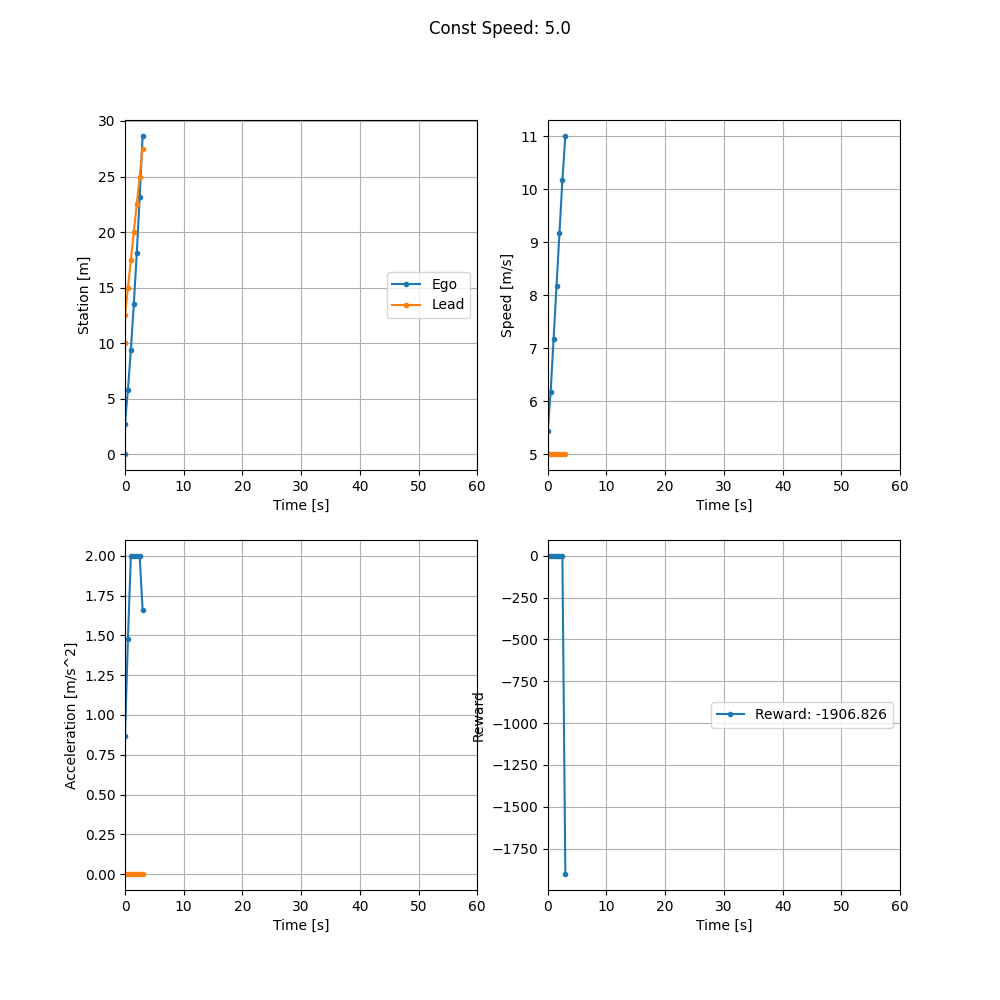 Const Speed: 5.0
30
25
20
15
10
5
0
Station [m]
0 10 20 30 40 50 60
Time [s]
Ego
Lead
11
10
9
8
7
6
5
Speed [m/s]
0 10 20 30 40 50 60
Time [s]
2.00
1.75
1.50
1.25
1.00
0.75
0.50
0.25
0.00
Acceleration [m/s^2]
0 10 20 30 40 50 60
Time [s]
0
−250
−500
−750
−1000
−1250
−1500
−1750
Reward
Reward: -1906.826
0 10 20 30 40 50 60
Time [s]